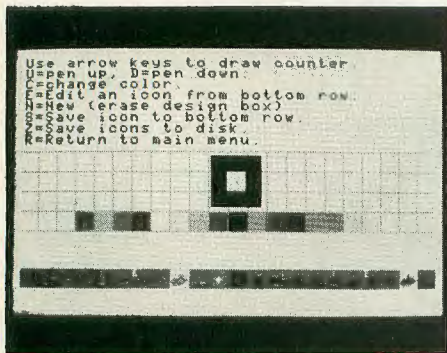 Use arrow keys to draw counter.
U=pen up, D=pen down.
C=change color.
E=Edit an icon from bottom row.
N=New (erase design box)
S=Save icon to bottom row.
Z=Save icons to disk.
R=Return to main menu.